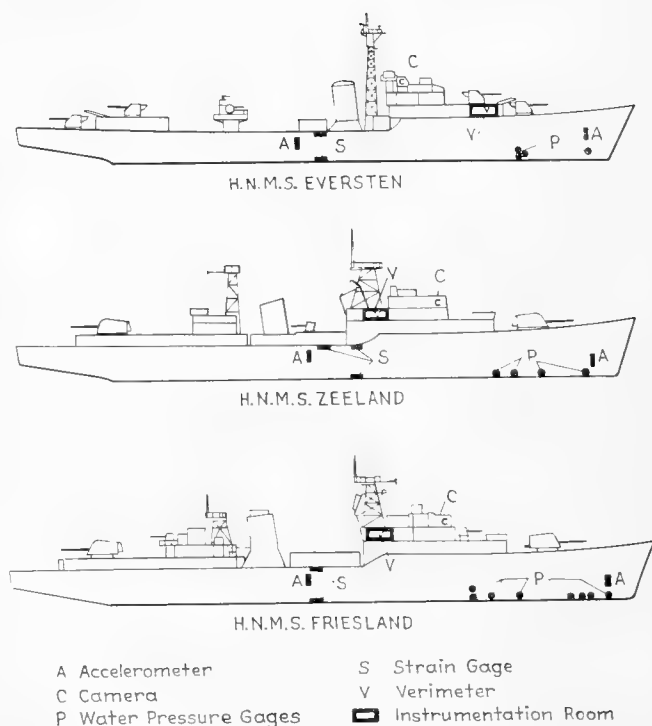 C
C
V
A
S
V
P
A
H.N.M.S. EVERSTEN
V
C
C
A
S
P
A
H.N.M.S. ZEELAND
C
C
A
S
V
P
A
H.N.M.S. FRIESLAND
A Accelerometer
S Strain Gage
C Camera
V Verimeter
P Water Pressure Gages
Instrumentation Room